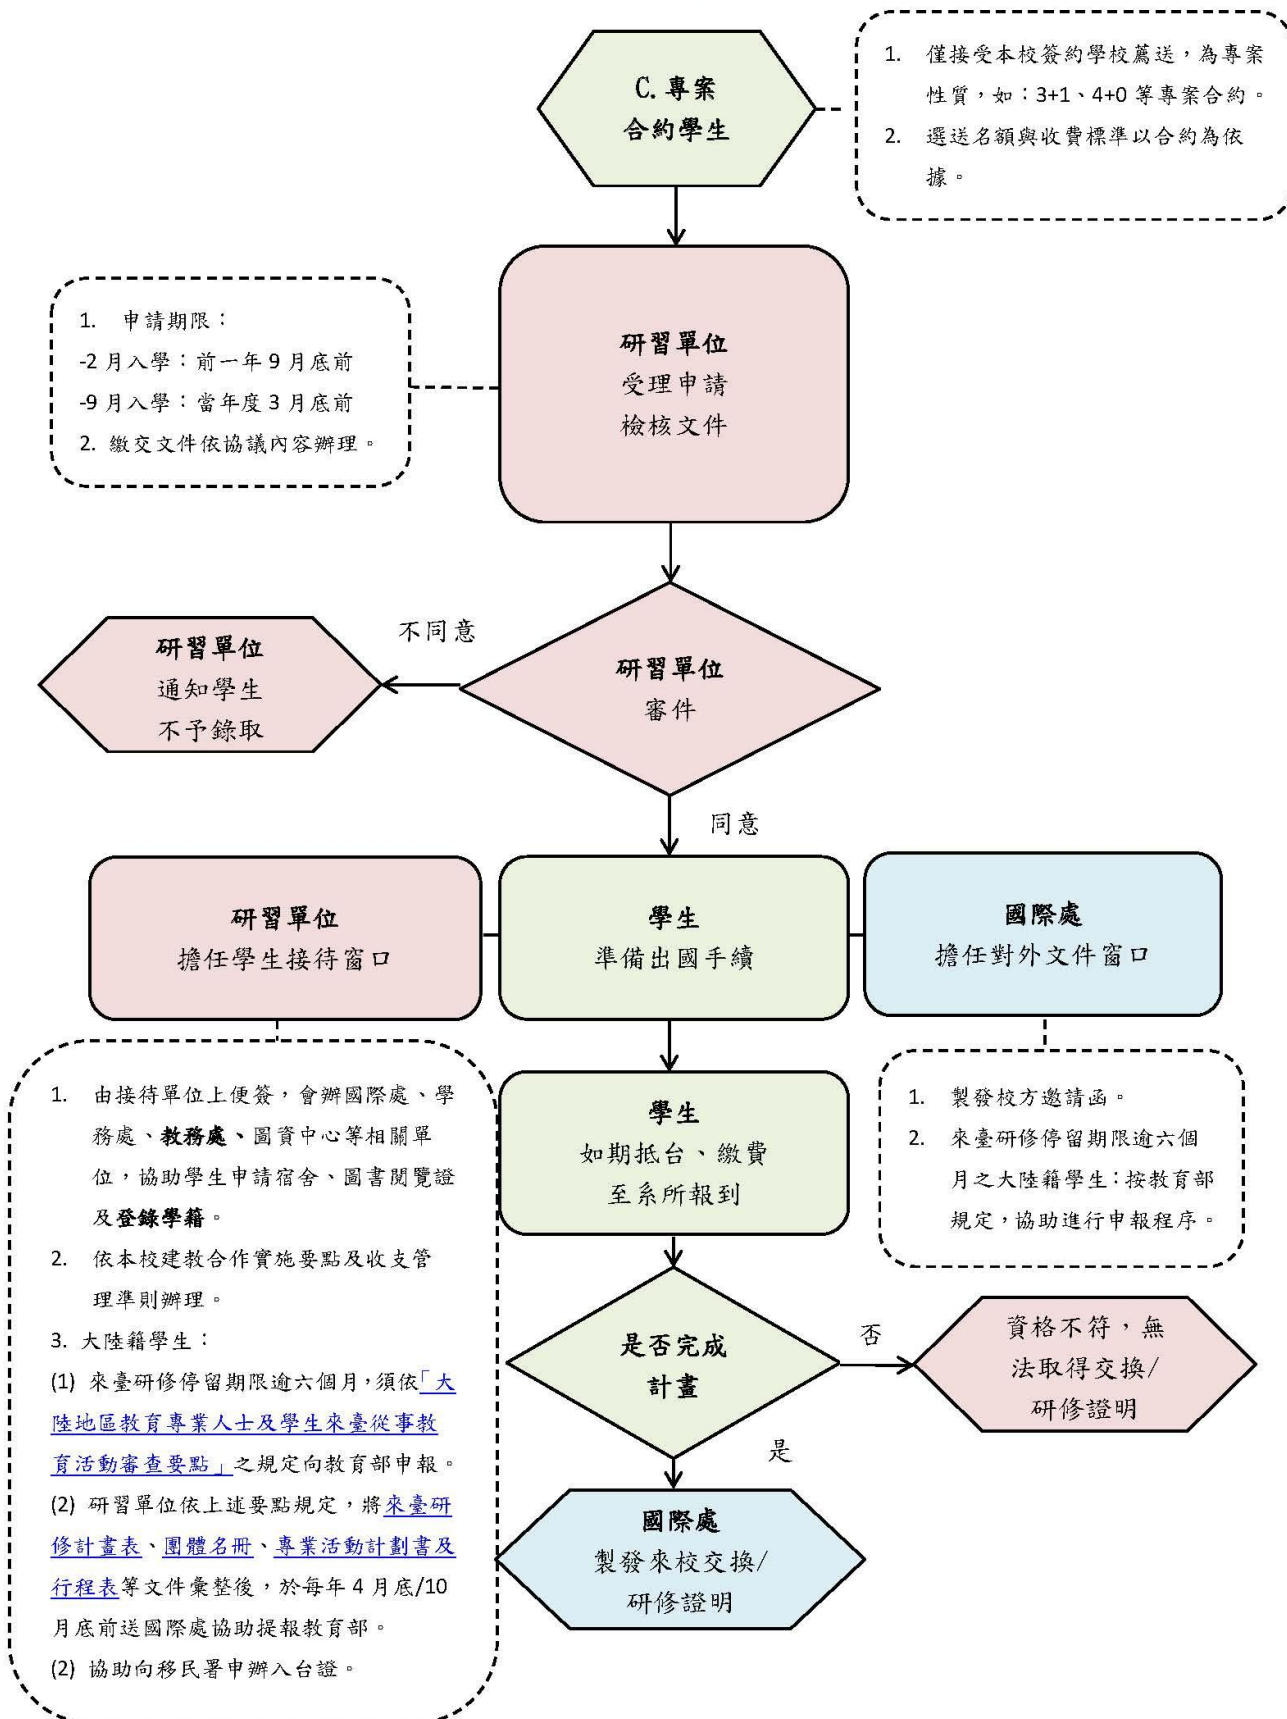 C.專案
合約學生
1. 僅接受本校簽約學校薦送，為專案
性質，如：3+1、4+0 等專案合約。
2. 選送名額與收費標準以合約為依
據。
研習單位
受理申請
檢核文件
1. 申請期限：
-2 月入學：前一年 9 月底前
-9 月入學：當年度 3 月底前
2. 繳交文件依協議內容辦理。
研習單位
審件
不同意
研習單位
通知學生
不予錄取
同意
研習單位
擔任學生接待窗口
學生
準備出國手續
國際處
擔任對外文件窗口
1. 由接待單位上便簽，會辦國際處、學
務處、教務處、圖資中心等相關單
位，協助學生申請宿舍、圖書閱覽證
及登錄學籍。
2. 依本校建教合作實施要點及收支管
理準則辦理。
3. 大陸籍學生：
(1) 來臺研修停留期限逾六個月，須依「大
陸地區教育專業人士及學生來臺從事教
育活動審查要點」之規定向教育部申報。
(2) 研習單位依上述要點規定，將來臺研
修計畫表、團體名冊、專業活動計劃書及
行程表等文件彙整後，於每年 4 月底/10
月底前送國際處協助提報教育部。
(2) 協助向移民署申辦入台證。
學生
如期抵台、繳費
至系所報到
1. 製發校方邀請函。
2. 來臺研修停留期限逾六個
月之大陸籍學生：按教育部
規定，協助進行申報程序。
是否完成
計畫
否
資格不符，無
法取得交換/
研修證明
是
國際處
製發來校交換/
研修證明